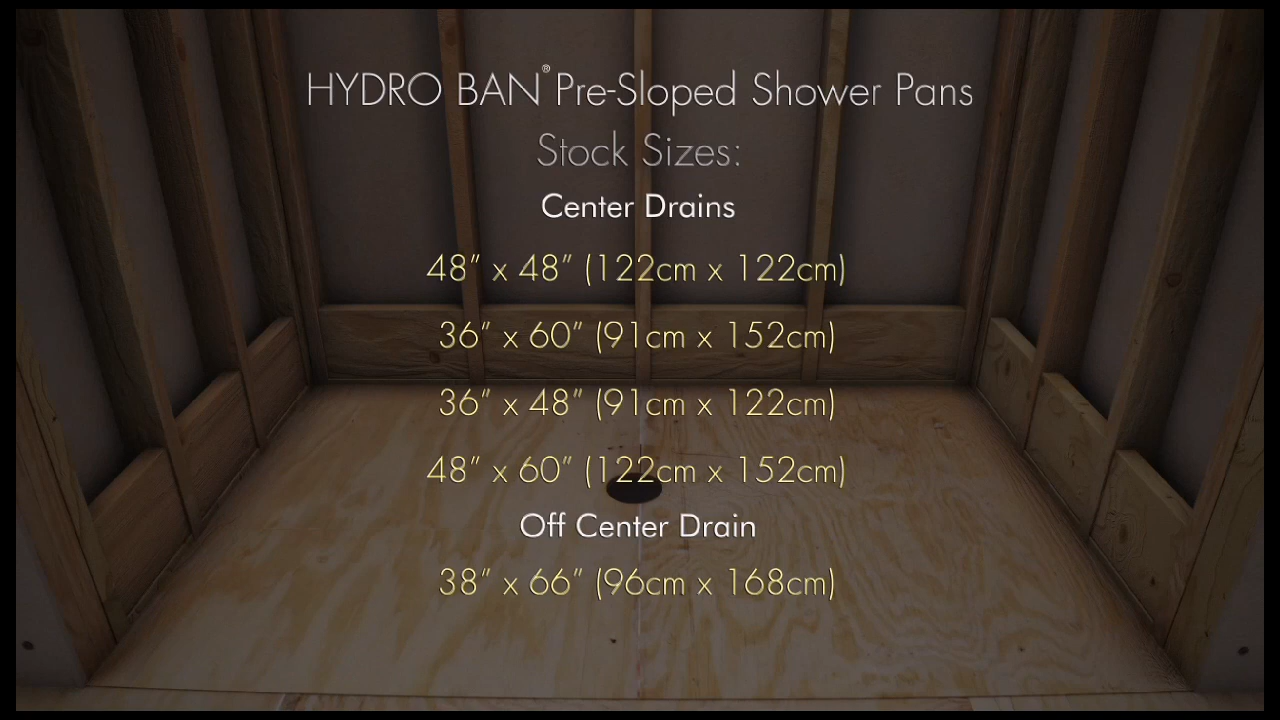 HYDRO BAN® Pre-Sloped Shower Pans
Stock Sizes:
Center Drains
48” x 48” (122cm x 122cm)
36” x 60” (91cm x 152cm)
36” x 48” (91cm x 122cm)
48” x 60” (122cm x 152cm)
Off Center Drain
38” x 66” (96cm x 168cm)